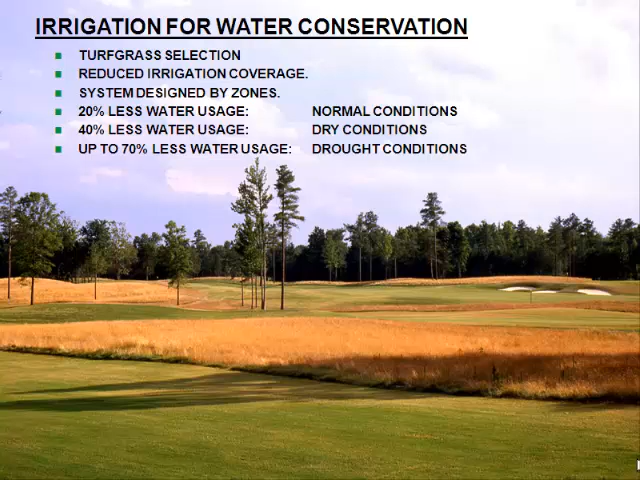 IRRIGATION FOR WATER CONSERVATION
TURFGRASS SELECTION
REDUCED IRRIGATION COVERAGE.
SYSTEM DESIGNED BY ZONES.
20% LESS WATER USAGE: NORMAL CONDITIONS
40% LESS WATER USAGE: DRY CONDITIONS
UP TO 70% LESS WATER USAGE: DROUGHT CONDITIONS